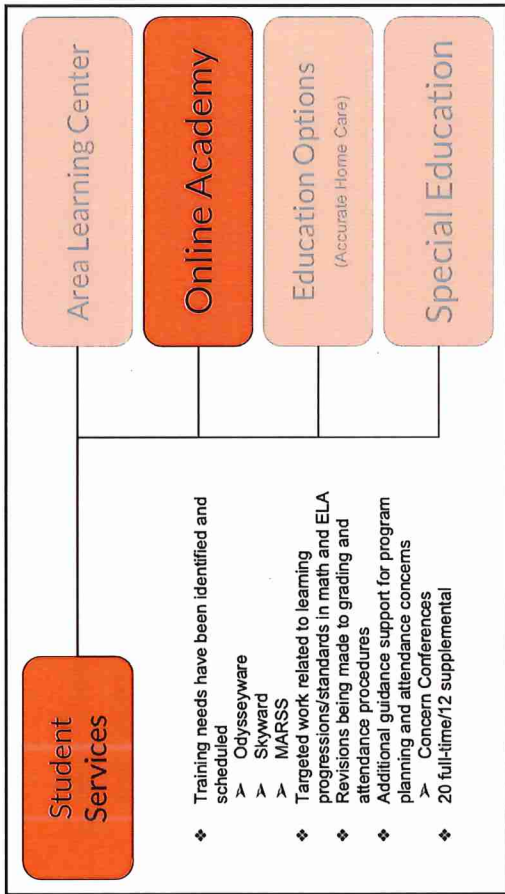 Student
Services
Area Learning Center
Online Academy
Education Options
(Accurate Home Care)
Special Education
❖ Training needs have been identified and
scheduled
➢ Odysseyware
➢ Skyward
➢ MARSS
❖ Targeted work related to learning
progressions/standards in math and ELA
❖ Revisions being made to grading and
attendance procedures
❖ Additional guidance support for program
planning and attendance concerns
➢ Concern Conferences
❖ 20 full-time/12 supplemental